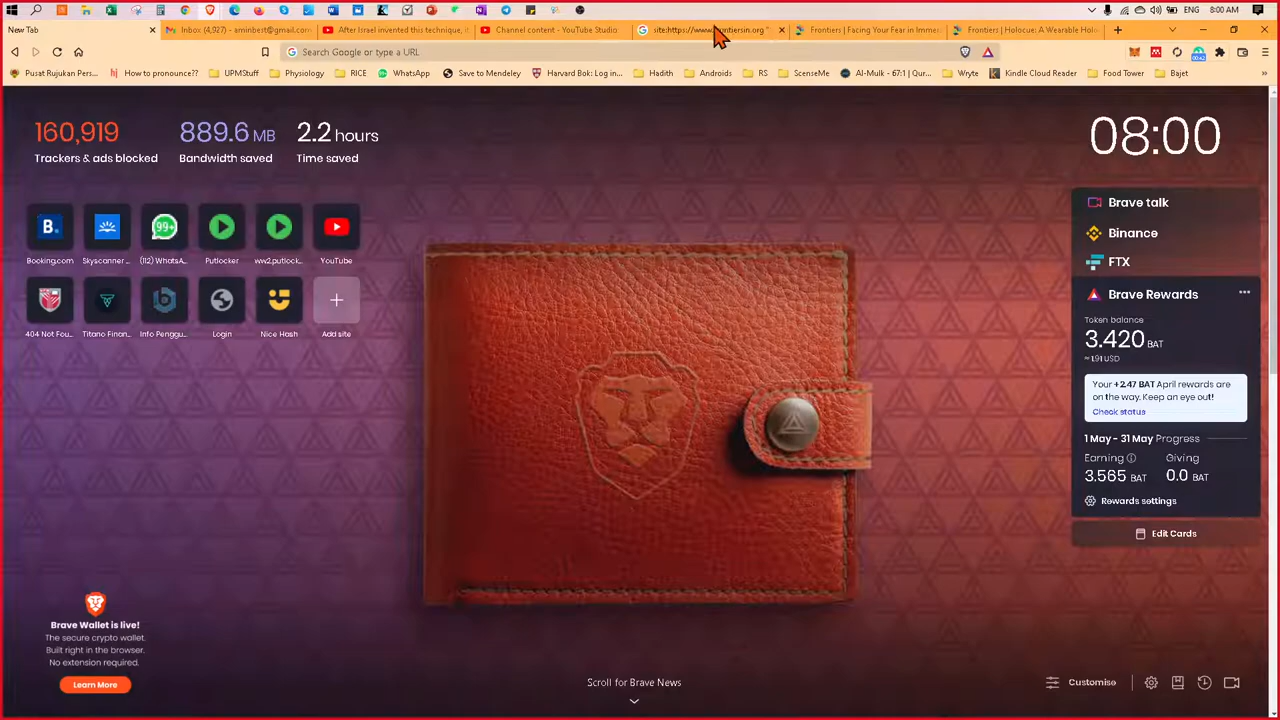 ENG
8:00 AM
New Tab
Inbox (4,927) - aminbest@gmail.com
After Israel invented this technique, it
Channel content - YouTube Studio
site:https://www.frontiersin.org "
Frontiers | Facing Your Fear in Immer
Frontiers | Holocue: A Wearable Holo
Search Google or type a URL
00:42
Pusat Rujukan Pers...
How to pronounce??
UPMStuff
Physiology
RICE
WhatsApp
Save to Mendeley
Harvard Bok: Log in...
Hadith
Androids
RS
ScenseMe
Al-Mulk - 67:1 | Qur...
Wryte
Kindle Cloud Reader
Food Tower
Bajet
160,919
Trackers & ads blocked
889.6 MB
Bandwidth saved
2.2 hours
Time saved
08:00
B.
99+
Booking.com
Skyscanner ...
(112) WhatsA...
Putlocker
ww2.putlock...
YouTube
404 Not Fou...
Titano Finan...
Info Penggu...
Login
Nice Hash
Add site
Brave talk
Binance
FTX
Brave Rewards
Token balance
3.420 BAT
≈ 1.91 USD
Your +2.47 BAT April rewards are
on the way. Keep an eye out!
Check status
1 May - 31 May Progress
Earning
Giving
3.565 BAT
0.0 BAT
Rewards settings
Edit Cards
Brave Wallet is live!
The secure crypto wallet.
Built right in the browser.
No extension required.
Learn More
Scroll for Brave News
Customise